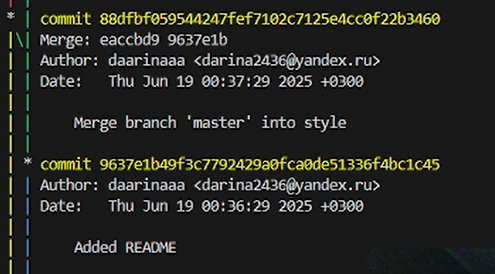 * | commit 88dfbf059544247fef7102c7125e4cc0f22b3460
|\| Merge: eaccbd9 9637e1b
| | Author: daarinaaa <darina2436@yandex.ru>
| | Date:   Thu Jun 19 00:37:29 2025 +0300
| |
| |     Merge branch 'master' into style
| |
| * commit 9637e1b49f3c7792429a0fca0de51336f4bc1c45
| | Author: daarinaaa <darina2436@yandex.ru>
| | Date:   Thu Jun 19 00:36:29 2025 +0300
| |
| |     Added README